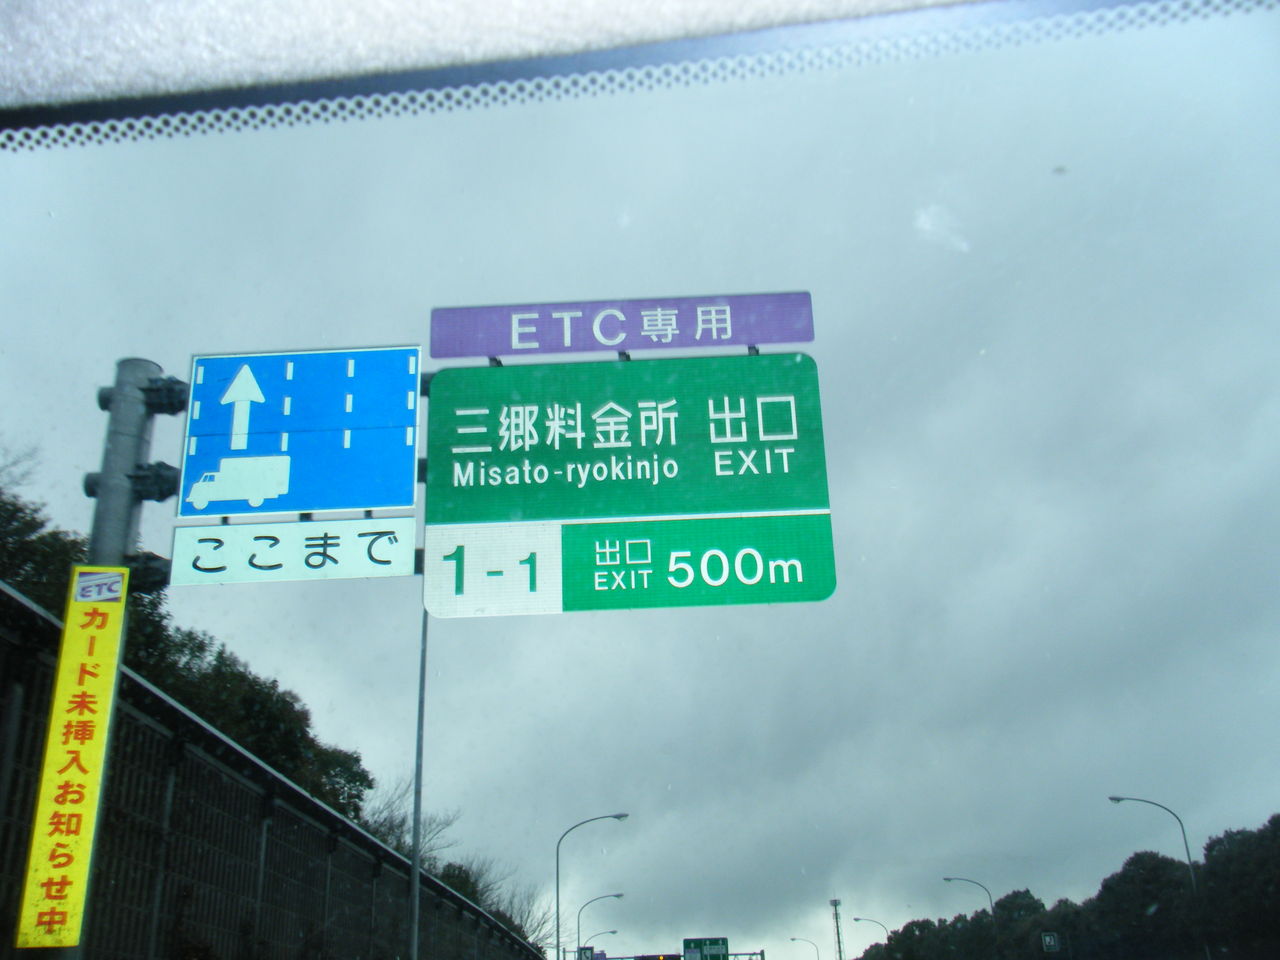 ETC専用
三郷料金所 出口
Misato-ryokinjo EXIT
1-1 出口 EXIT 500m
ここまで
ETC
カード未挿入お知らせ中